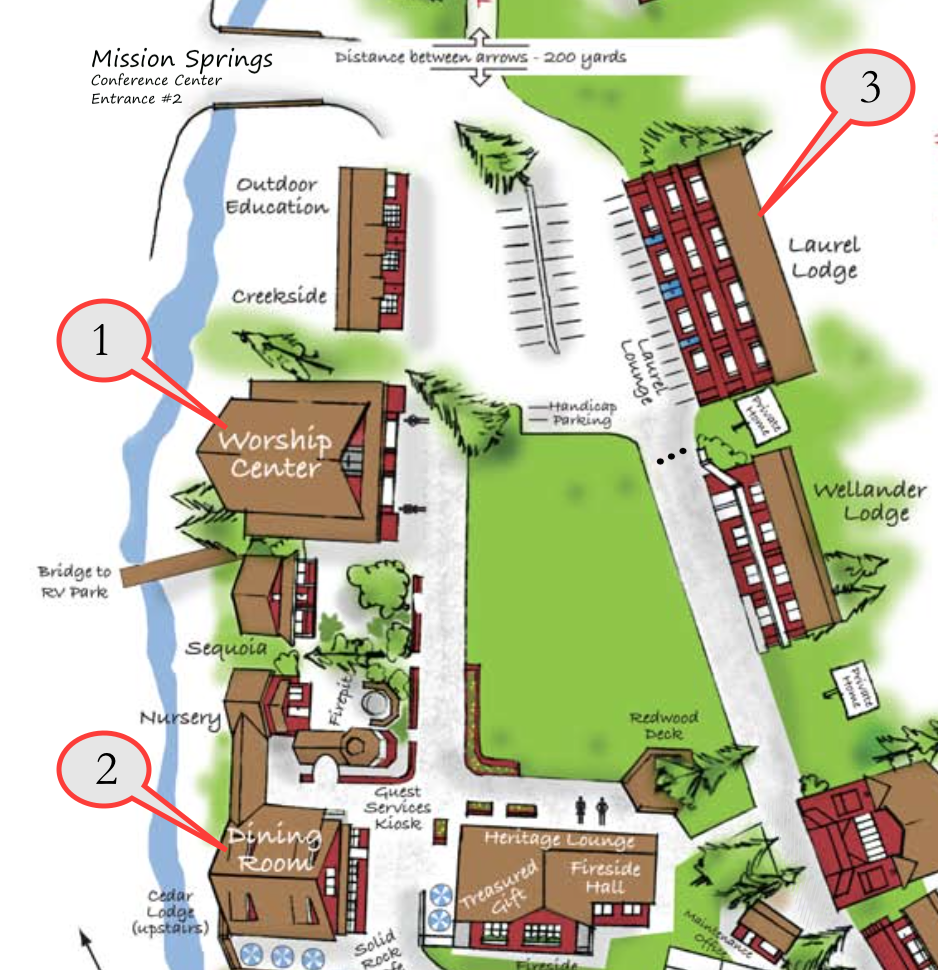 Mission Springs
Conference Center
Entrance #2
Distance between arrows - 200 yards
3
Outdoor
Education
Creekside
Laurel
Lodge
Laurel
Lounge
1
Worship
Center
Handicap
Parking
Private
Home
Wellander
Lodge
Bridge to
RV Park
Sequoia
Nursery
Firepit
Private
Home
Redwood
Deck
2
Guest
Services
Kiosk
Dining
Room
Heritage Lounge
Treasured
Gift
Fireside
Hall
Cedar
Lodge
(upstairs)
Maintenance
Office
Solid
Rock
Fireside